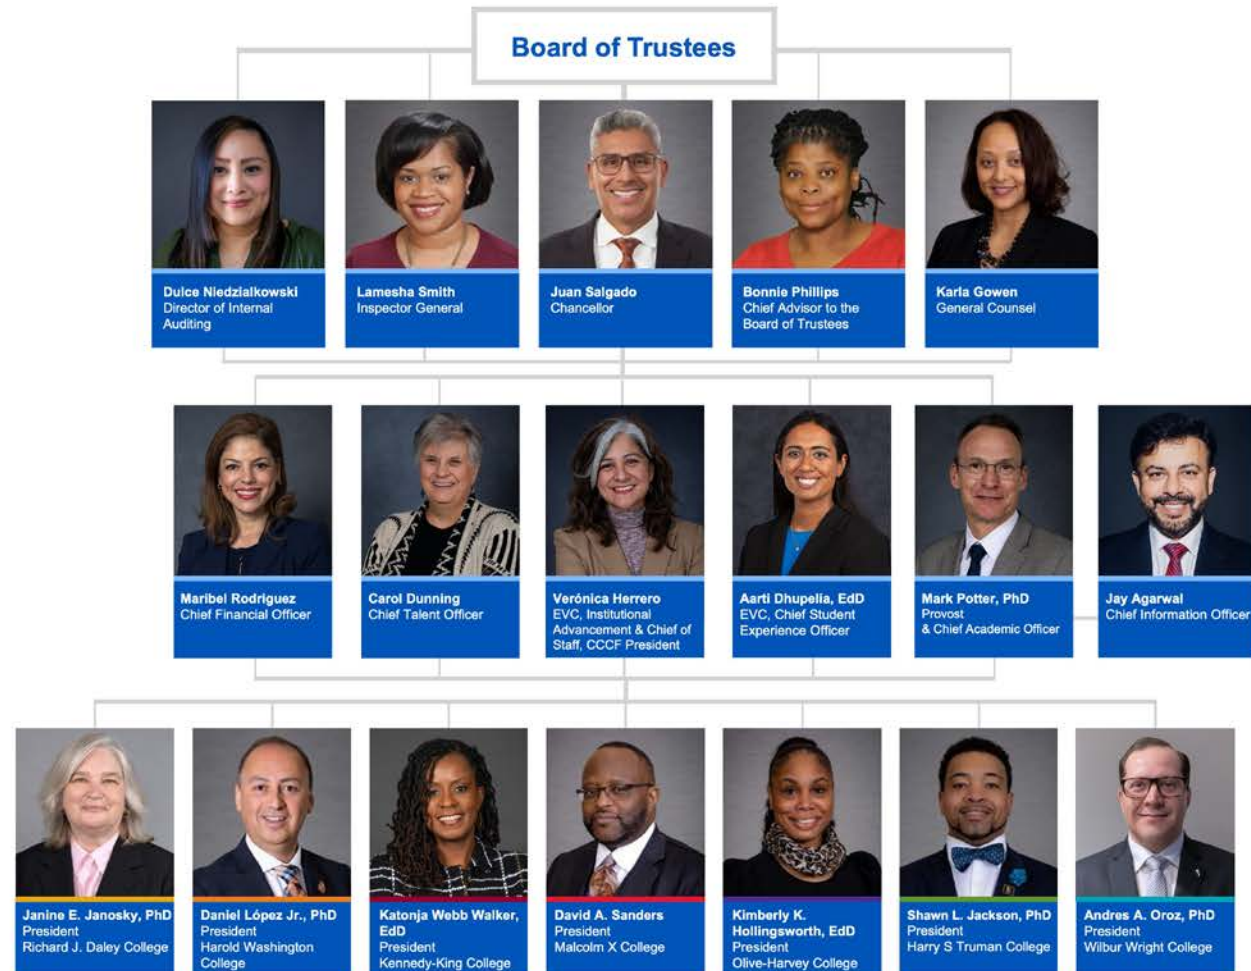 Board of Trustees
Dulce Niedzialkowski
Director of Internal
Auditing
Lamesha Smith
Inspector General
Juan Salgado
Chancellor
Bonnie Phillips
Chief Advisor to the
Board of Trustees
Karla Gowen
General Counsel
Maribel Rodriguez
Chief Financial Officer
Carol Dunning
Chief Talent Officer
Verónica Herrero
EVC, Institutional
Advancement & Chief of
Staff, CCCF President
Aarti Dhupelia, EdD
EVC, Chief Student
Experience Officer
Mark Potter, PhD
Provost
& Chief Academic Officer
Jay Agarwal
Chief Information Officer
Janine E. Janosky, PhD
President
Richard J. Daley College
Daniel López Jr., PhD
President
Harold Washington
College
Katonja Webb Walker,
EdD
President
Kennedy-King College
David A. Sanders
President
Malcolm X College
Kimberly K.
Hollingsworth, EdD
President
Olive-Harvey College
Shawn L. Jackson, PhD
President
Harry S Truman College
Andres A. Oroz, PhD
President
Wilbur Wright College